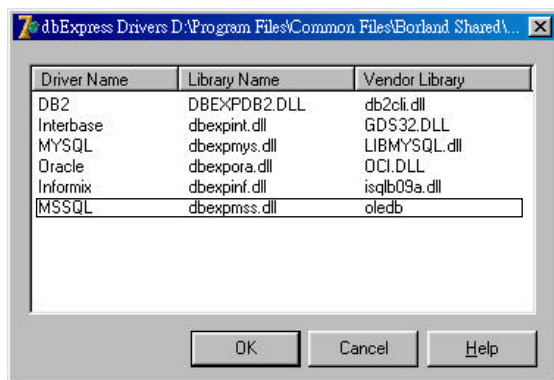 dbExpress Drivers D:\Program Files\Common Files\Borland Shared\...
Driver Name Library Name Vendor Library
DB2 DBEXPDB2.DLL db2cli.dll
Interbase dbexpint.dll GDS32.DLL
MYSQL dbexpmys.dll LIBMYSQL.dll
Oracle dbexpora.dll OCI.DLL
Informix dbexpinf.dll isqlb09a.dll
MSSQL dbexpmss.dll oledb
OK Cancel Help